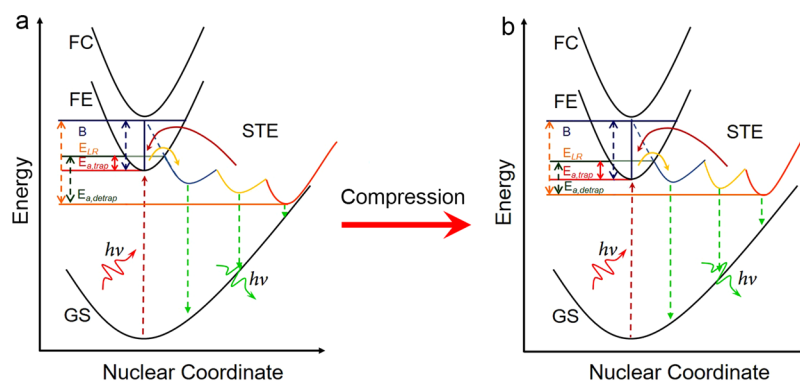 a
FC
FE
B
STE
E_LR
E_a,trap
E_a,detrap
hν
hν
GS
Energy
Nuclear Coordinate
Compression
b
FC
FE
B
STE
E_LR
E_a,trap
E_a,detrap
hν
hν
GS
Energy
Nuclear Coordinate